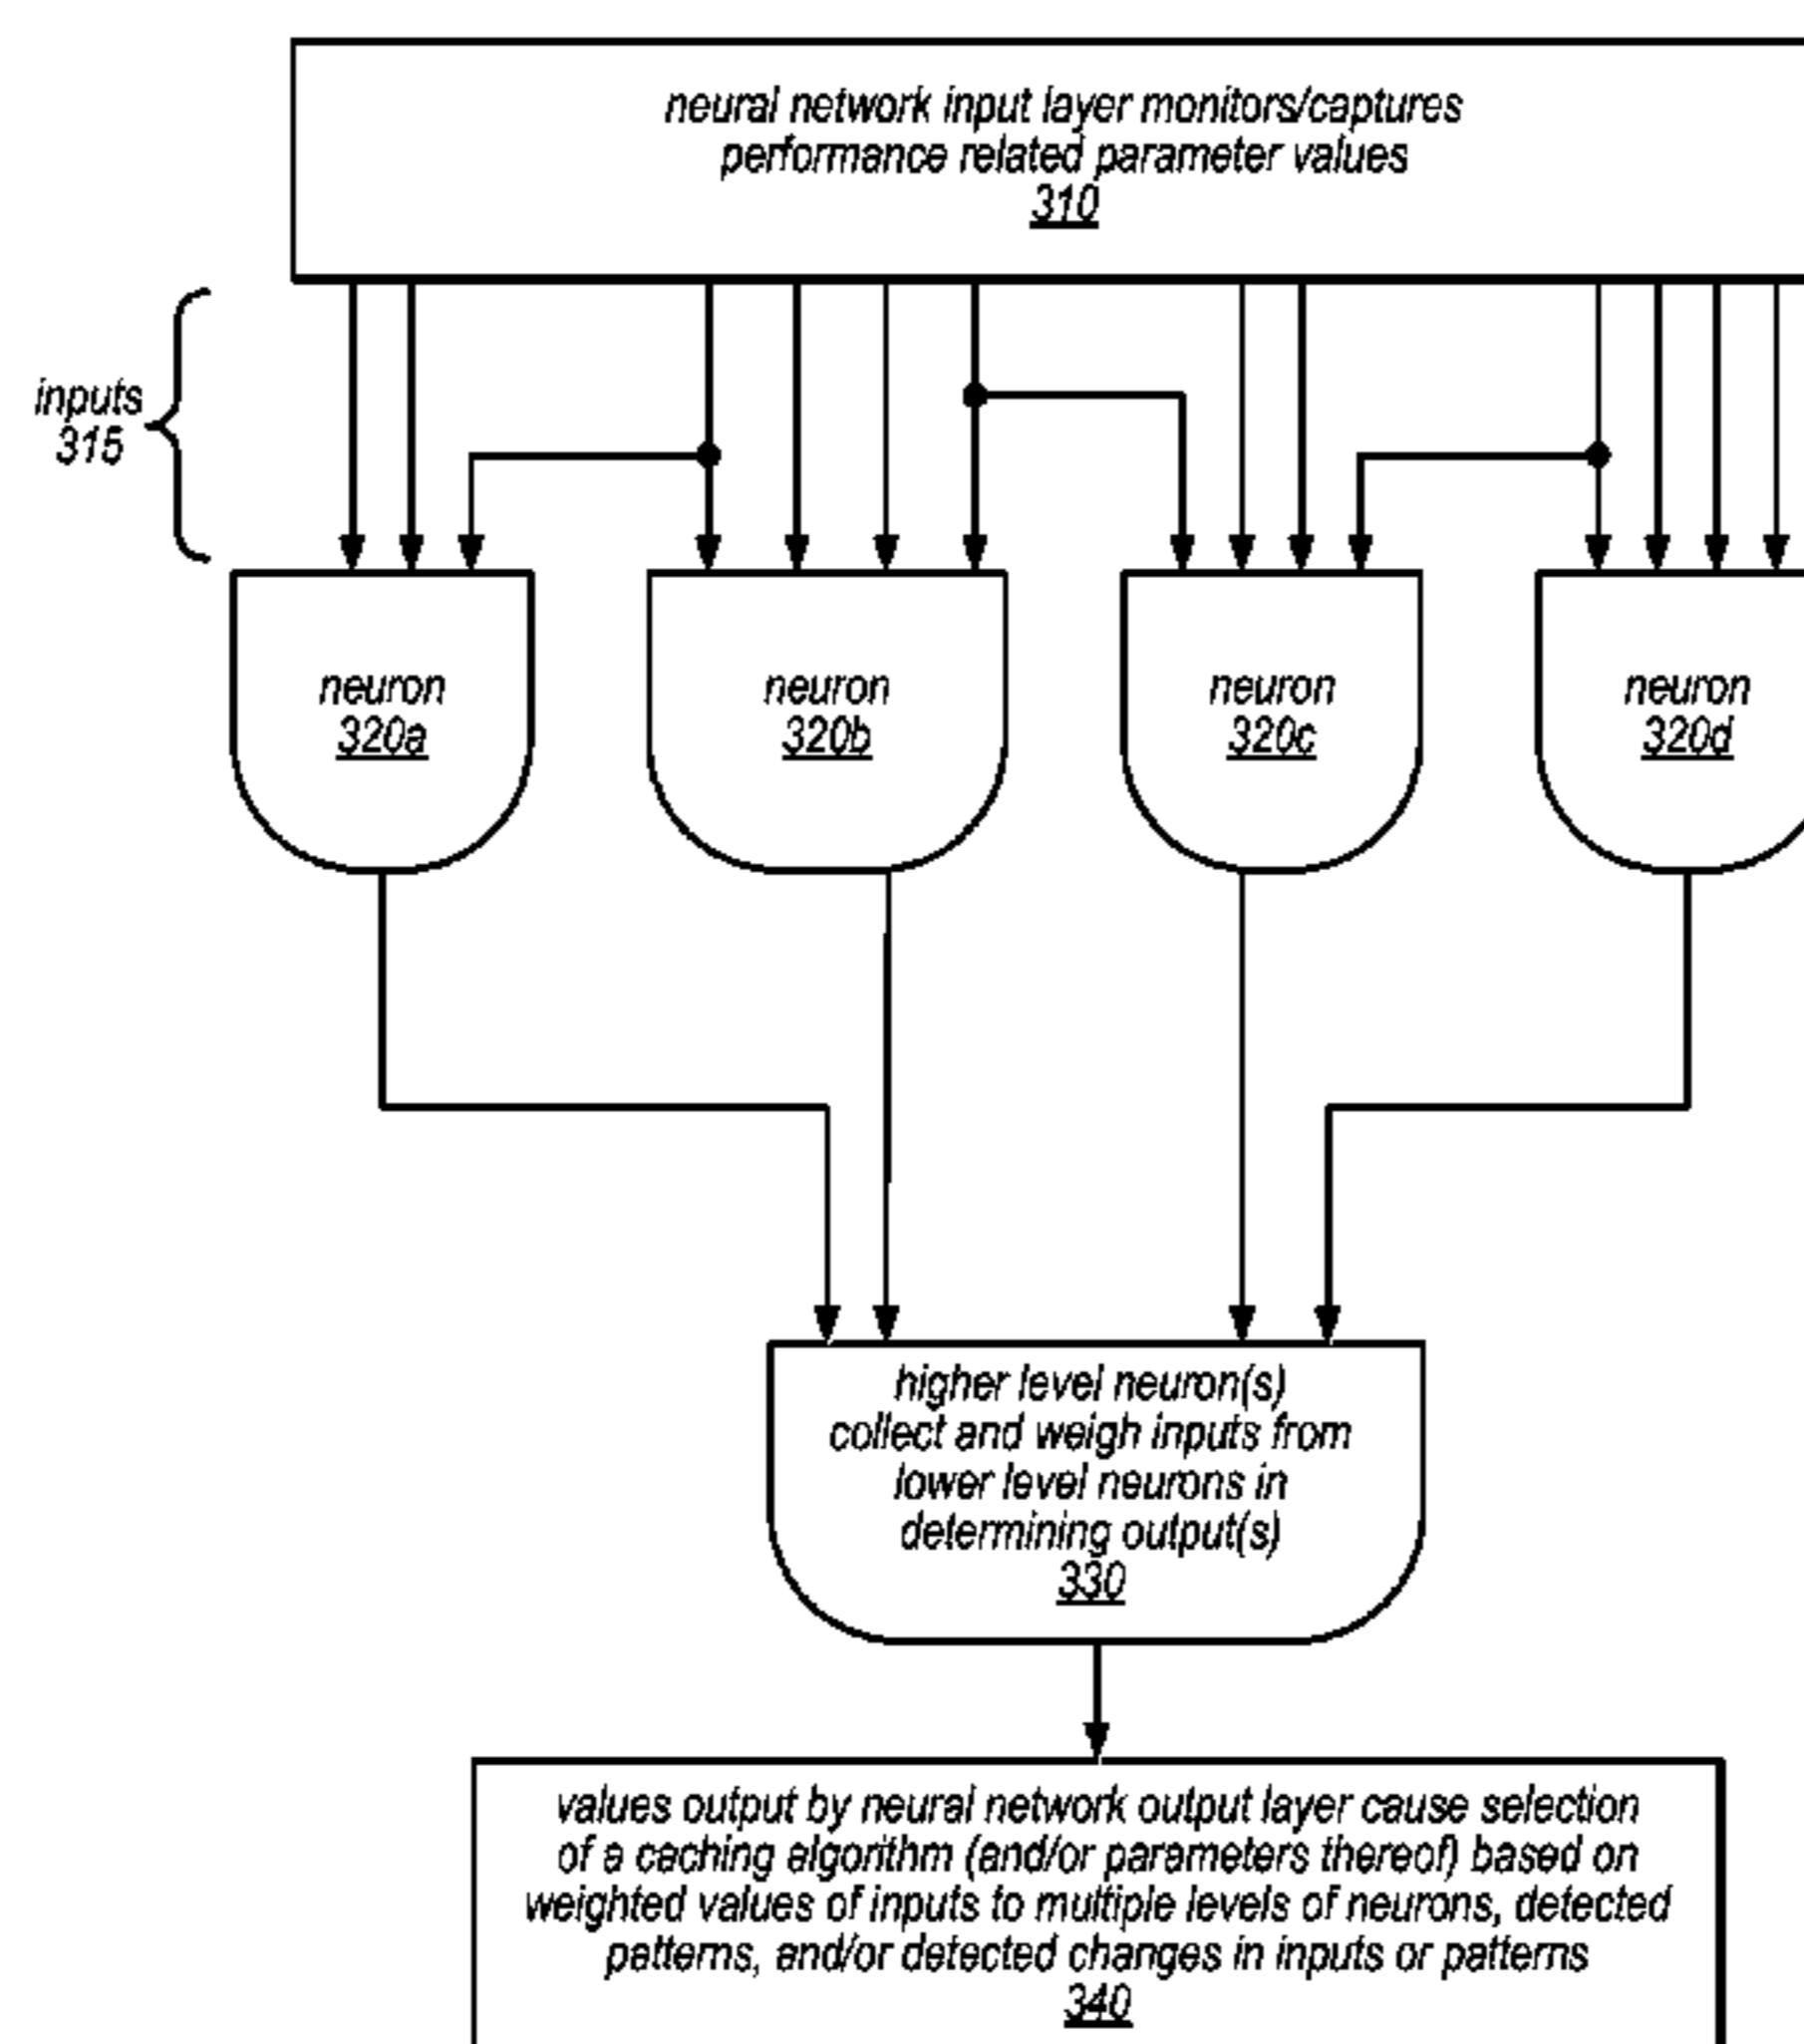 neural network input layer monitors/captures
performance related parameter values
310
inputs
315
neuron
320a
neuron
320b
neuron
320c
neuron
320d
higher level neuron(s)
collect and weigh inputs from
lower level neurons in
determining output(s)
330
values output by neural network output layer cause selection
of a caching algorithm (and/or parameters thereof) based on
weighted values of inputs to multiple levels of neurons, detected
patterns, and/or detected changes in inputs or patterns
340